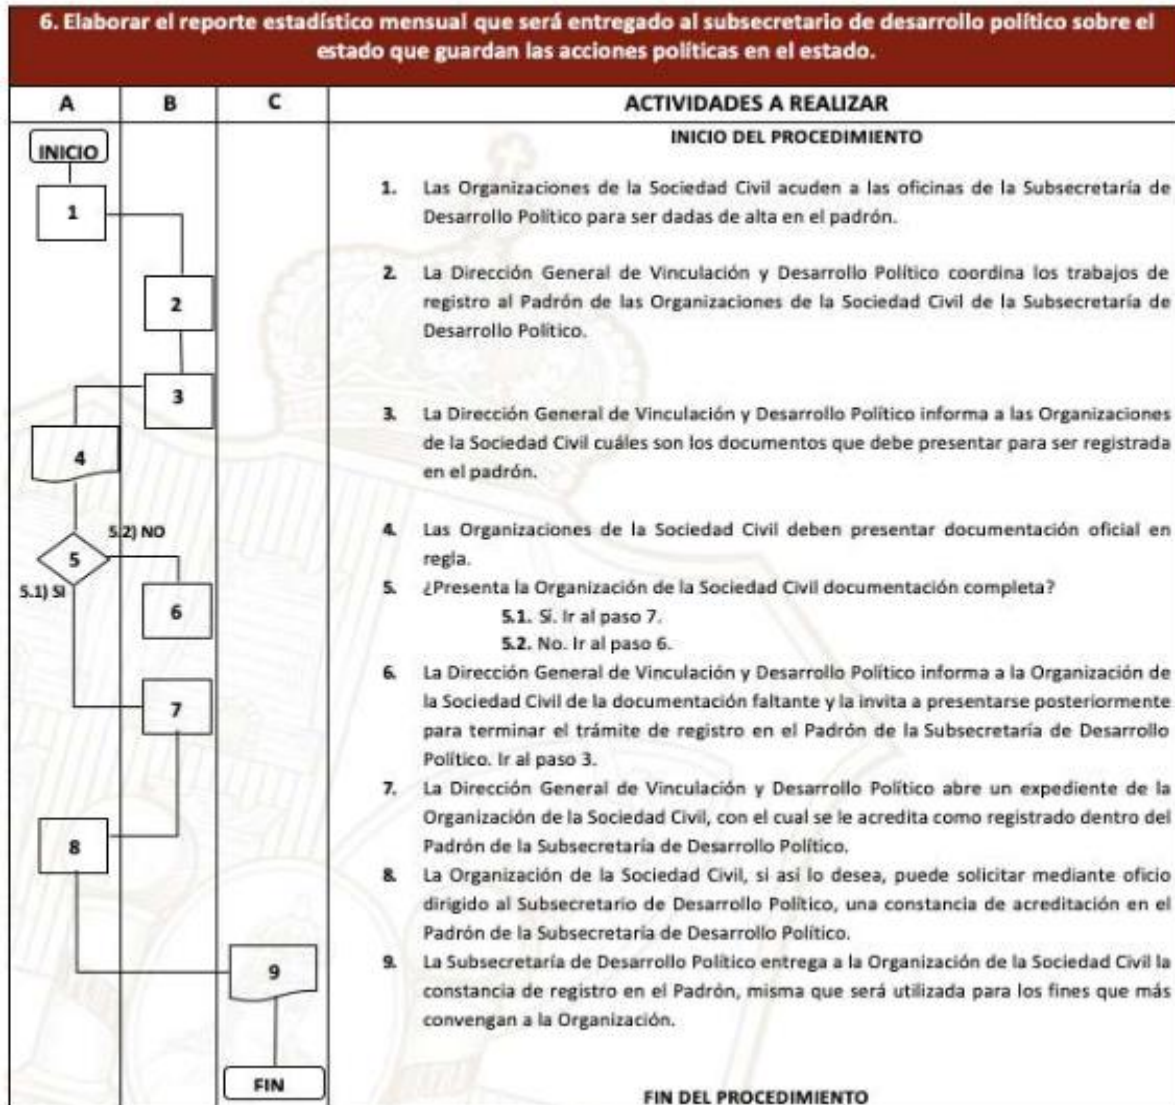 6. Elaborar el reporte estadístico mensual que será entregado al subsecretario de desarrollo político sobre el
estado que guardan las acciones políticas en el estado.
A B C ACTIVIDADES A REALIZAR
INICIO
1
2
3
4
5.2) NO
5
5.1) SI
6
7
8
9
FIN
INICIO DEL PROCEDIMIENTO
1. Las Organizaciones de la Sociedad Civil acuden a las oficinas de la Subsecretaría de
Desarrollo Político para ser dadas de alta en el padrón.
2. La Dirección General de Vinculación y Desarrollo Político coordina los trabajos de
registro al Padrón de las Organizaciones de la Sociedad Civil de la Subsecretaría de
Desarrollo Político.
3. La Dirección General de Vinculación y Desarrollo Político informa a las Organizaciones
de la Sociedad Civil cuáles son los documentos que debe presentar para ser registrada
en el padrón.
4. Las Organizaciones de la Sociedad Civil deben presentar documentación oficial en
regla.
5. ¿Presenta la Organización de la Sociedad Civil documentación completa?
5.1. Sí. Ir al paso 7.
5.2. No. Ir al paso 6.
6. La Dirección General de Vinculación y Desarrollo Político informa a la Organización de
la Sociedad Civil de la documentación faltante y la invita a presentarse posteriormente
para terminar el trámite de registro en el Padrón de la Subsecretaría de Desarrollo
Político. Ir al paso 3.
7. La Dirección General de Vinculación y Desarrollo Político abre un expediente de la
Organización de la Sociedad Civil, con el cual se le acredita como registrado dentro del
Padrón de la Subsecretaría de Desarrollo Político.
8. La Organización de la Sociedad Civil, si así lo desea, puede solicitar mediante oficio
dirigido al Subsecretario de Desarrollo Político, una constancia de acreditación en el
Padrón de la Subsecretaría de Desarrollo Político.
9. La Subsecretaría de Desarrollo Político entrega a la Organización de la Sociedad Civil la
constancia de registro en el Padrón, misma que será utilizada para los fines que más
convengan a la Organización.
FIN DEL PROCEDIMIENTO